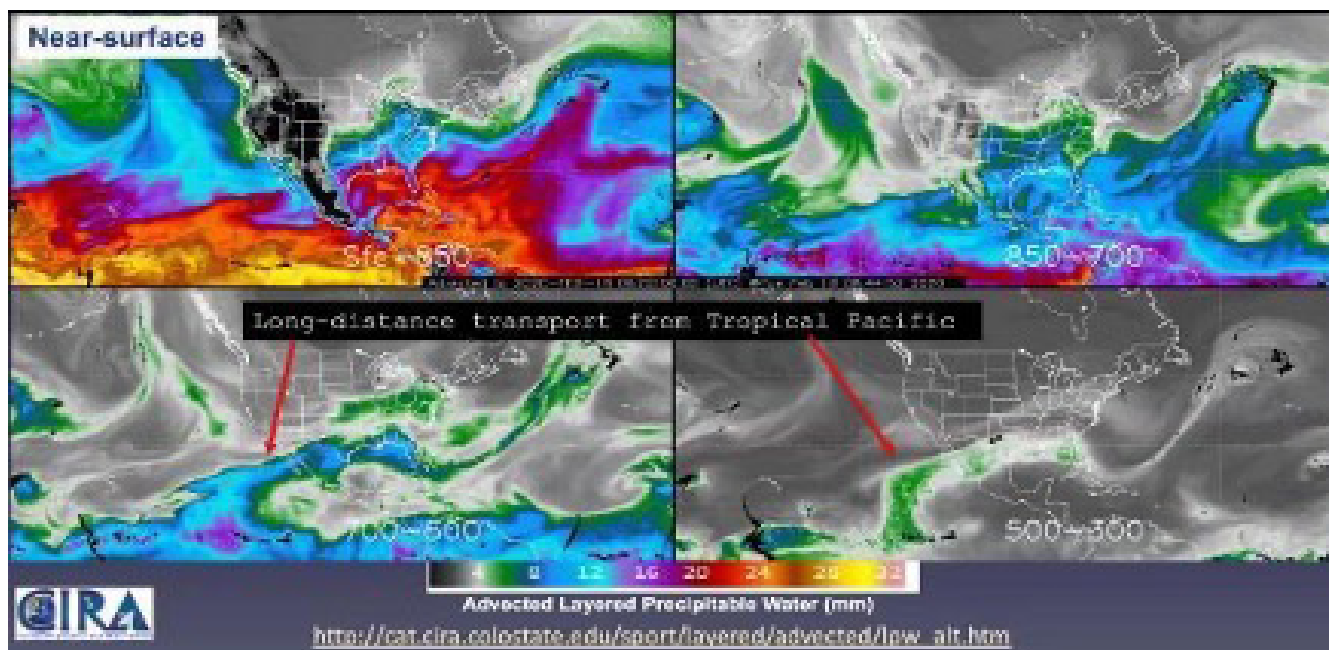 Near-surface
Sfc-850
850-700
Long-distance transport from Tropical Pacific
700-500
500-300
4 8 12 16 20 24 28 32
Advected Layered Precipitable Water (mm)
CIRA
http://cat.cira.colostate.edu/sport/layered/advected/lpw_alt.htm